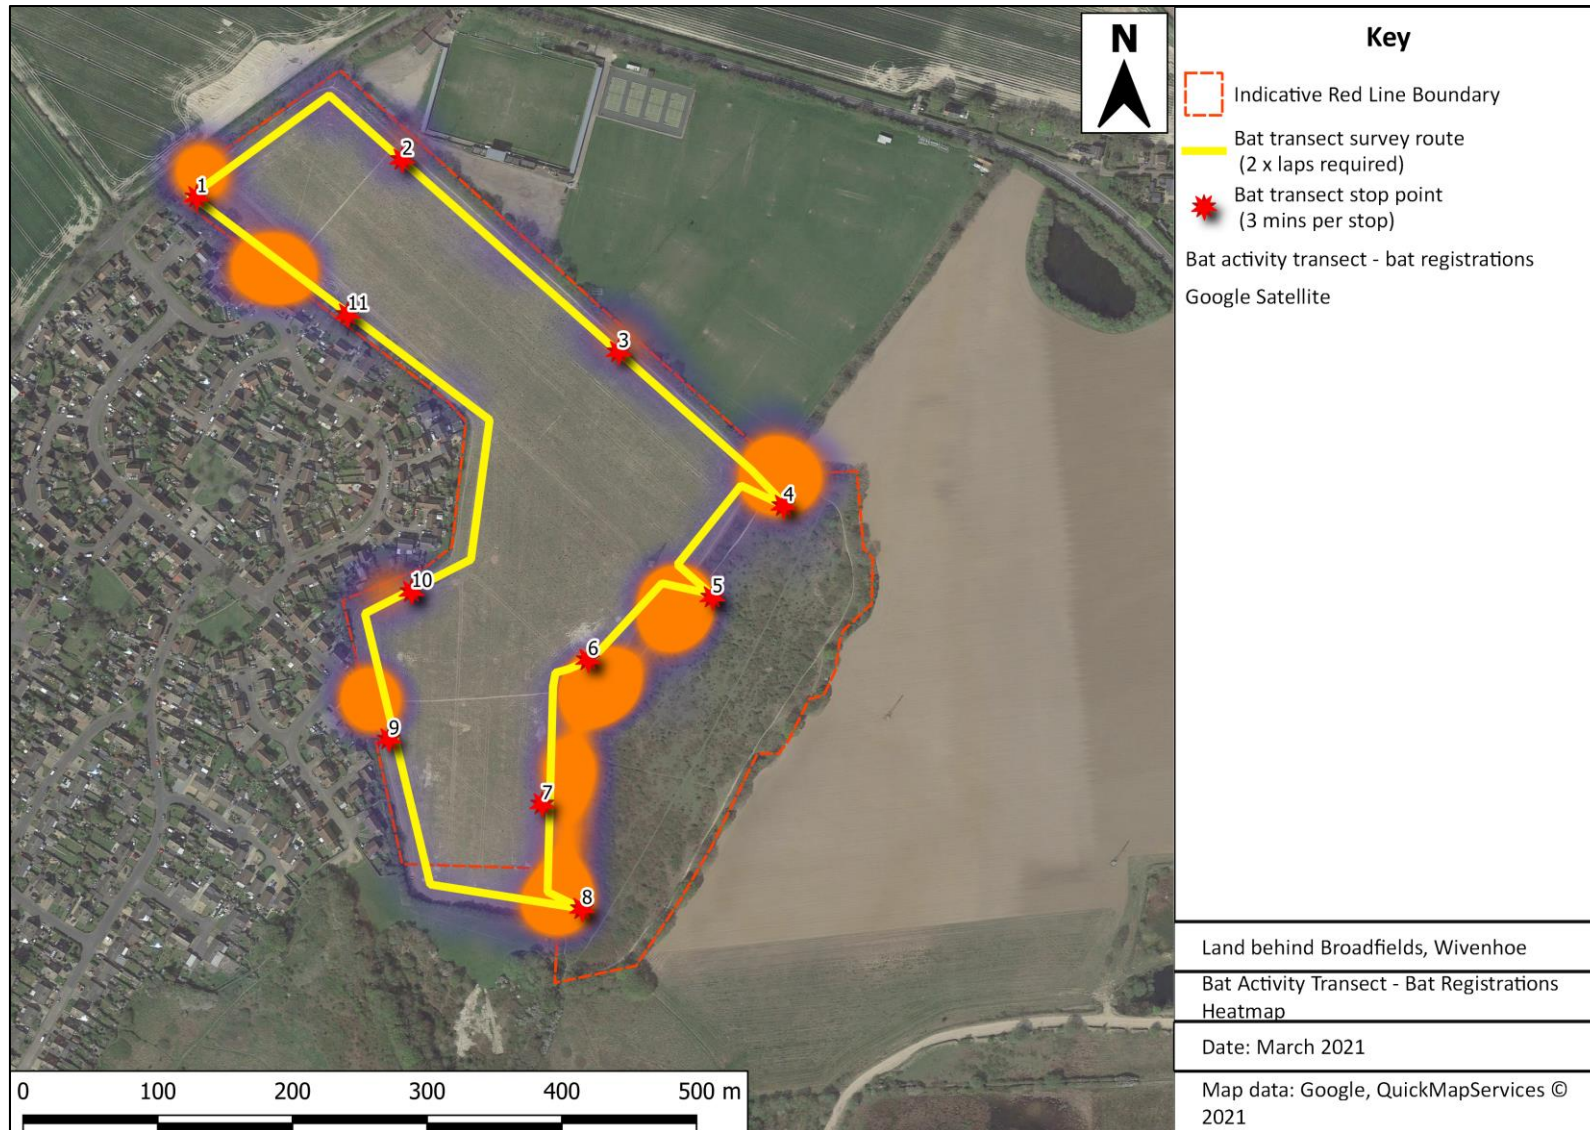 N
1
2
3
4
5
6
7
8
9
10
11
0 100 200 300 400 500 m
Key
Indicative Red Line Boundary
Bat transect survey route
(2 x laps required)
Bat transect stop point
(3 mins per stop)
Bat activity transect - bat registrations
Google Satellite
Land behind Broadfields, Wivenhoe
Bat Activity Transect - Bat Registrations
Heatmap
Date: March 2021
Map data: Google, QuickMapServices ©
2021